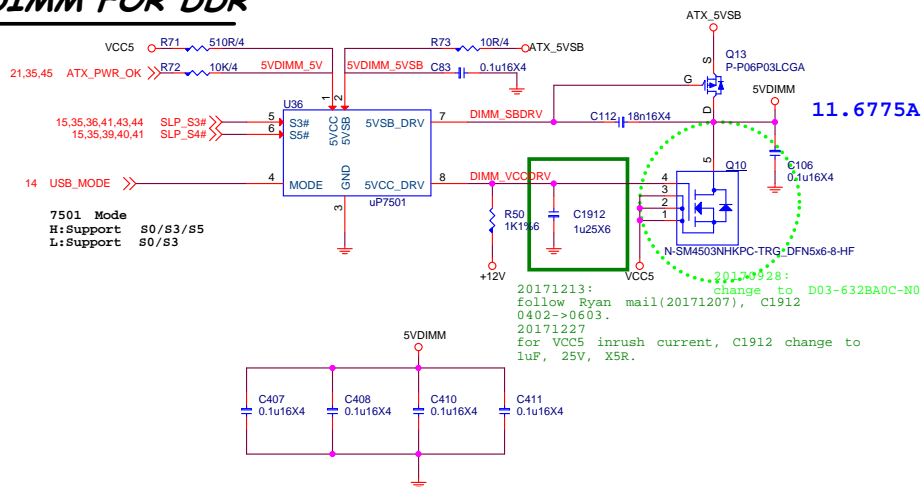 DIMM FOR DDR
ATX_5VSB
VCC5
R71
510R/4
R73
10R/4
ATX_5VSB
21,35,45
ATX_PWR_OK
R72
10K/4
5VDIMM_5V
5VDIMM_5VSB
C83
0.1u16X4
Q13
P-P06P03LCGA
S
G
D
5VDIMM
11.6775A
U36
1
2
5VCC
5VSB
15,35,36,41,43,44
SLP_S3#
5
S3#
15,35,39,40,41
SLP_S4#
6
S5#
5VSB_DRV
7
DIMM_SBDRV
C112
18n16X4
14
USB_MODE
4
MODE
GND
3
5VCC_DRV
8
DIMM_VCCDRV
uP7501
C106
0.1u16X4
5
Q10
4
3
2
1
7501 Mode
H:Support S0/S3/S5
L:Support S0/S3
R50
1K1%6
C1912
1u25X6
+12V
VCC5
N-SM4503NHKPC-TRG_DFN5x6-8-HF
20170928:
change to D03-632BA0C-N0
20171213:
follow Ryan mail(20171207), C1912
0402->0603.
20171227
for VCC5 inrush current, C1912 change to
1uF, 25V, X5R.
5VDIMM
C407
0.1u16X4
C408
0.1u16X4
C410
0.1u16X4
C411
0.1u16X4